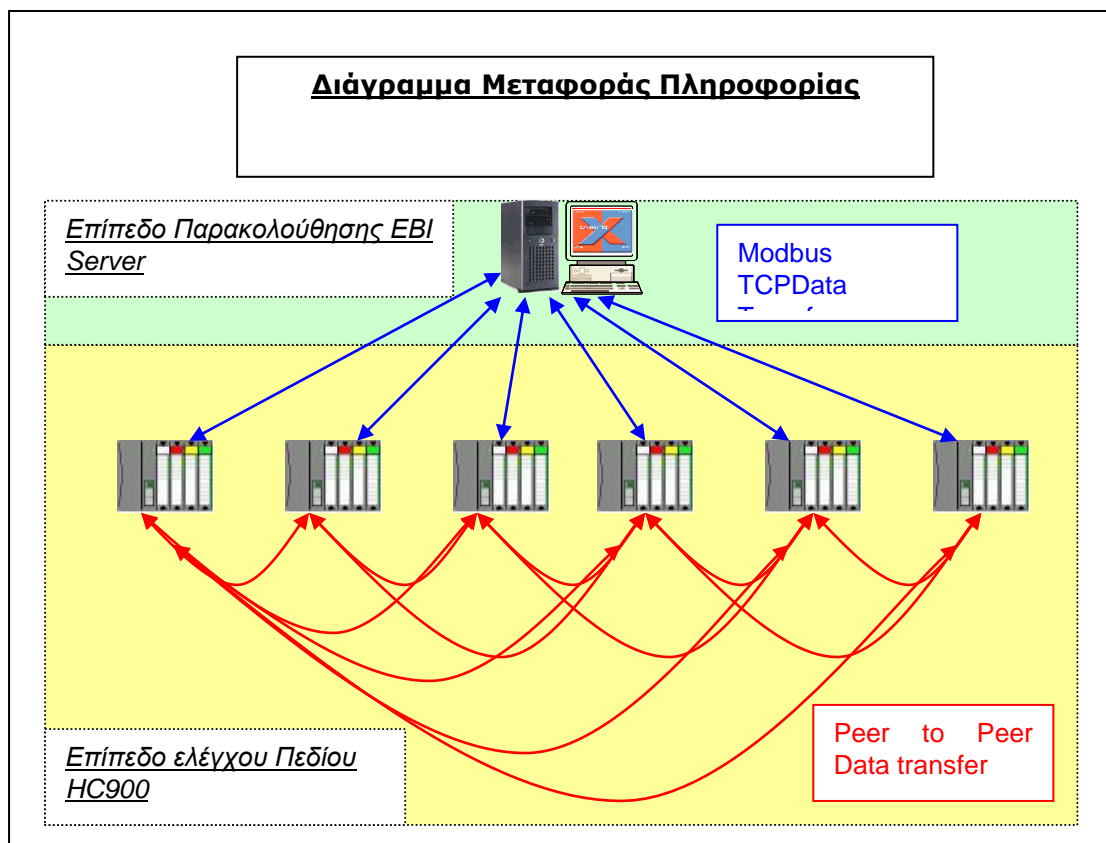 Διάγραμμα Μεταφοράς Πληροφορίας
Επίπεδο Παρακολούθησης EBI
Server
Modbus
TCPData
Επίπεδο ελέγχου Πεδίου
HC900
Peer to Peer
Data transfer